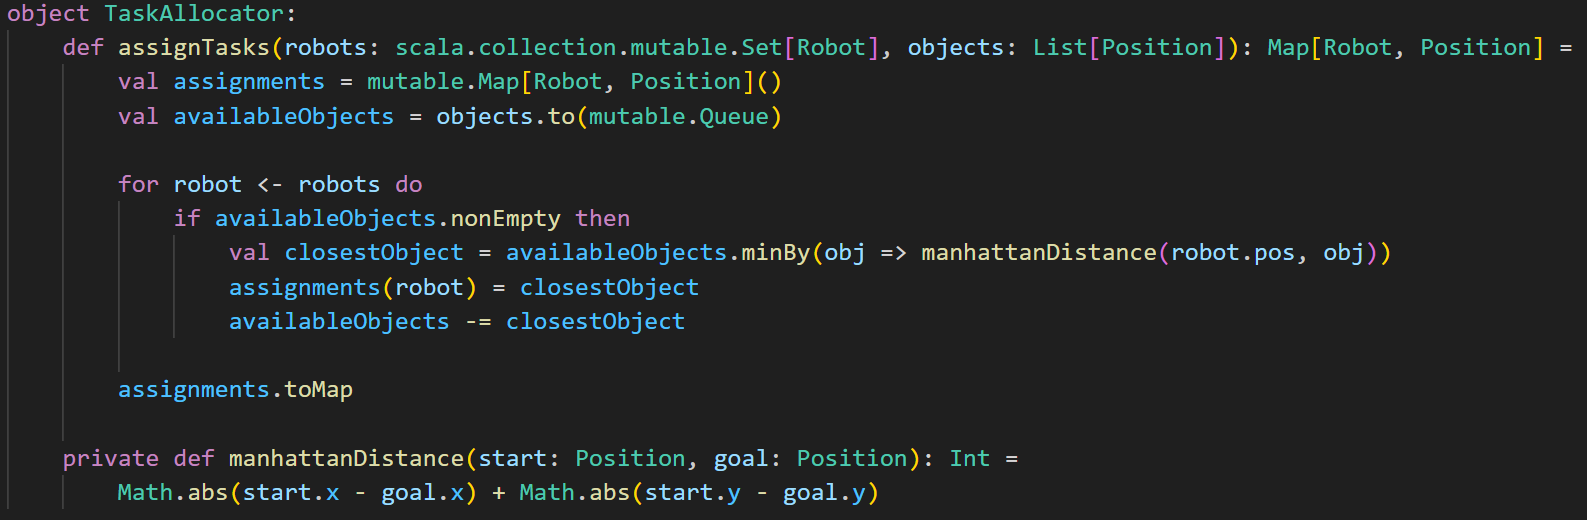 object TaskAllocator:
    def assignTasks(robots: scala.collection.mutable.Set[Robot], objects: List[Position]): Map[Robot, Position] =
        val assignments = mutable.Map[Robot, Position]()
        val availableObjects = objects.to(mutable.Queue)

        for robot <- robots do
            if availableObjects.nonEmpty then
                val closestObject = availableObjects.minBy(obj => manhattanDistance(robot.pos, obj))
                assignments(robot) = closestObject
                availableObjects -= closestObject

        assignments.toMap

    private def manhattanDistance(start: Position, goal: Position): Int =
        Math.abs(start.x - goal.x) + Math.abs(start.y - goal.y)